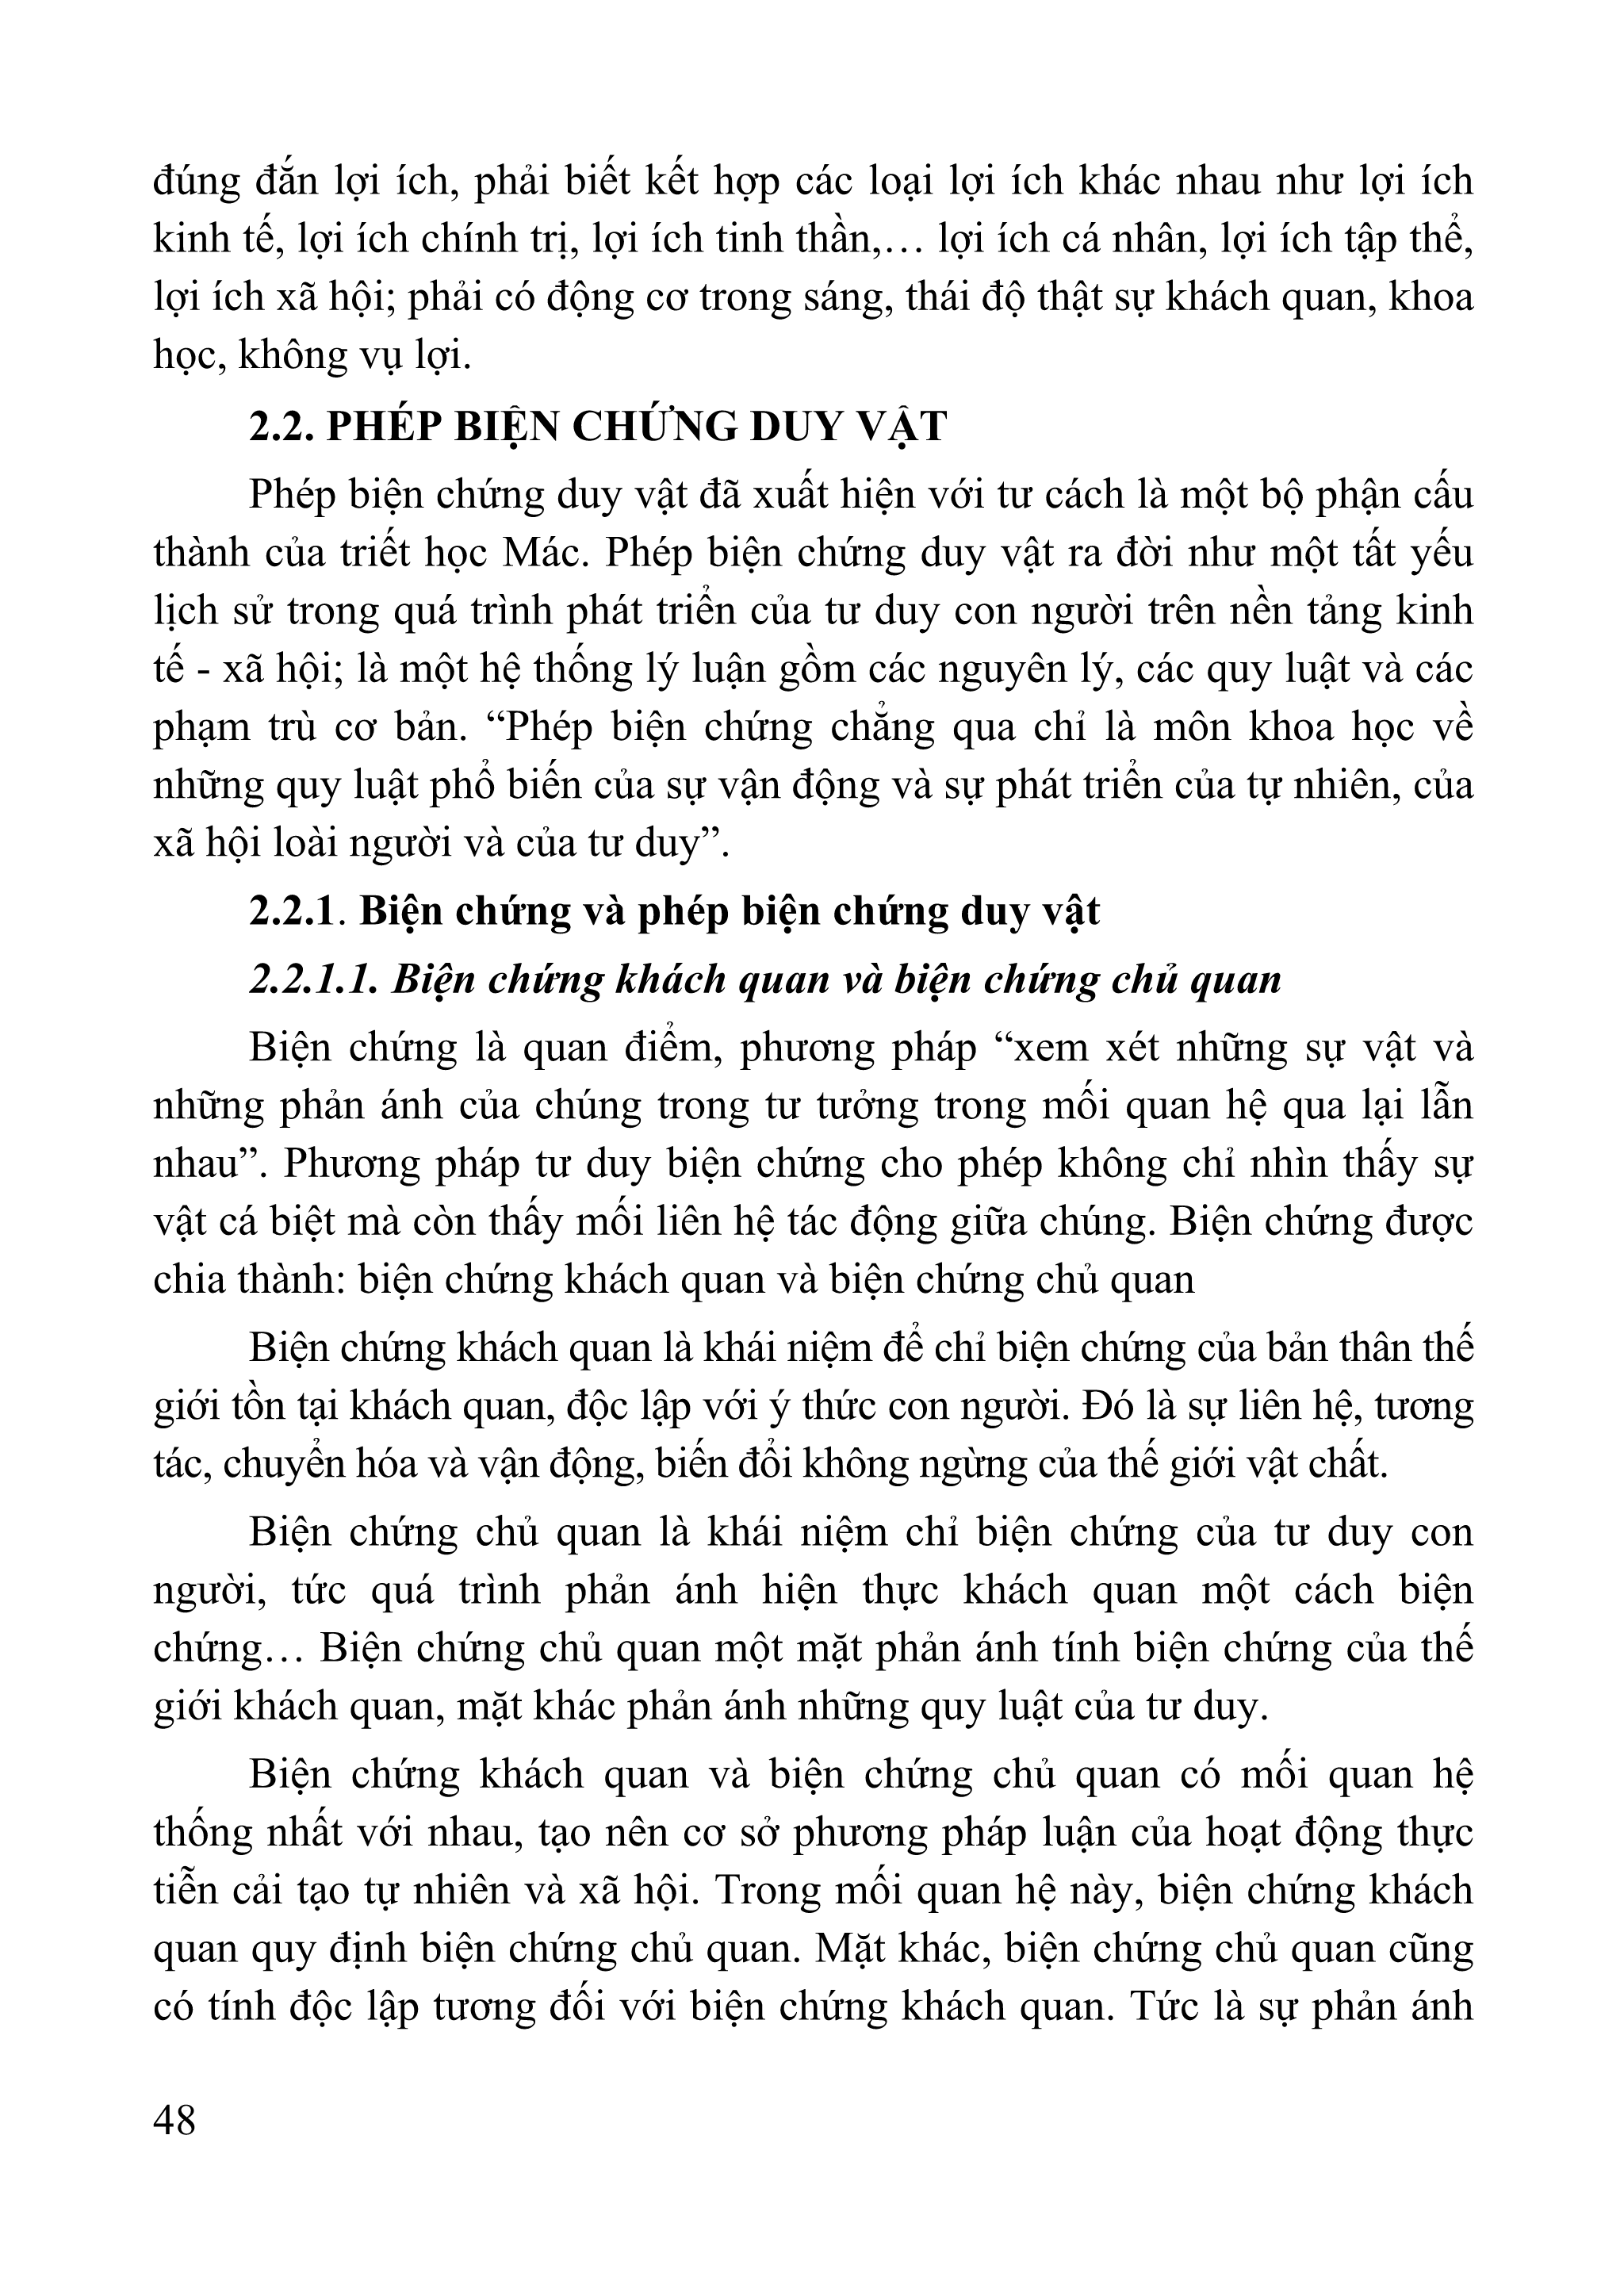 đúng đắn lợi ích, phải biết kết hợp các loại lợi ích khác nhau như lợi ích
kinh tế, lợi ích chính trị, lợi ích tinh thần,… lợi ích cá nhân, lợi ích tập thể,
lợi ích xã hội; phải có động cơ trong sáng, thái độ thật sự khách quan, khoa
học, không vụ lợi.
2.2. PHÉP BIỆN CHỨNG DUY VẬT
Phép biện chứng duy vật đã xuất hiện với tư cách là một bộ phận cấu
thành của triết học Mác. Phép biện chứng duy vật ra đời như một tất yếu
lịch sử trong quá trình phát triển của tư duy con người trên nền tảng kinh
tế - xã hội; là một hệ thống lý luận gồm các nguyên lý, các quy luật và các
phạm trù cơ bản. “Phép biện chứng chẳng qua chỉ là môn khoa học về
những quy luật phổ biến của sự vận động và sự phát triển của tự nhiên, của
xã hội loài người và của tư duy”.
2.2.1. Biện chứng và phép biện chứng duy vật
2.2.1.1. Biện chứng khách quan và biện chứng chủ quan
Biện chứng là quan điểm, phương pháp “xem xét những sự vật và
những phản ánh của chúng trong tư tưởng trong mối quan hệ qua lại lẫn
nhau”. Phương pháp tư duy biện chứng cho phép không chỉ nhìn thấy sự
vật cá biệt mà còn thấy mối liên hệ tác động giữa chúng. Biện chứng được
chia thành: biện chứng khách quan và biện chứng chủ quan
Biện chứng khách quan là khái niệm để chỉ biện chứng của bản thân thế
giới tồn tại khách quan, độc lập với ý thức con người. Đó là sự liên hệ, tương
tác, chuyển hóa và vận động, biến đổi không ngừng của thế giới vật chất.
Biện chứng chủ quan là khái niệm chỉ biện chứng của tư duy con
người, tức quá trình phản ánh hiện thực khách quan một cách biện
chứng… Biện chứng chủ quan một mặt phản ánh tính biện chứng của thế
giới khách quan, mặt khác phản ánh những quy luật của tư duy.
Biện chứng khách quan và biện chứng chủ quan có mối quan hệ
thống nhất với nhau, tạo nên cơ sở phương pháp luận của hoạt động thực
tiễn cải tạo tự nhiên và xã hội. Trong mối quan hệ này, biện chứng khách
quan quy định biện chứng chủ quan. Mặt khác, biện chứng chủ quan cũng
có tính độc lập tương đối với biện chứng khách quan. Tức là sự phản ánh
48